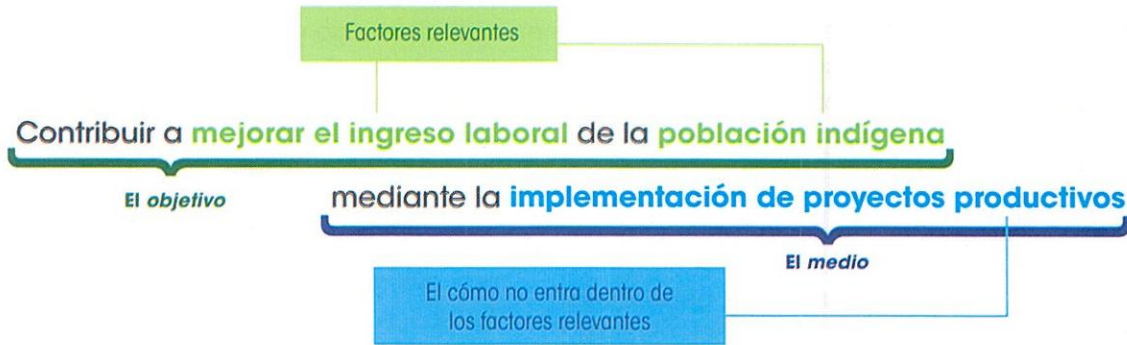 Factores relevantes
Contribuir a mejorar el ingreso laboral de la población indígena
El objetivo
mediante la implementación de proyectos productivos
El medio
El cómo no entra dentro de
los factores relevantes